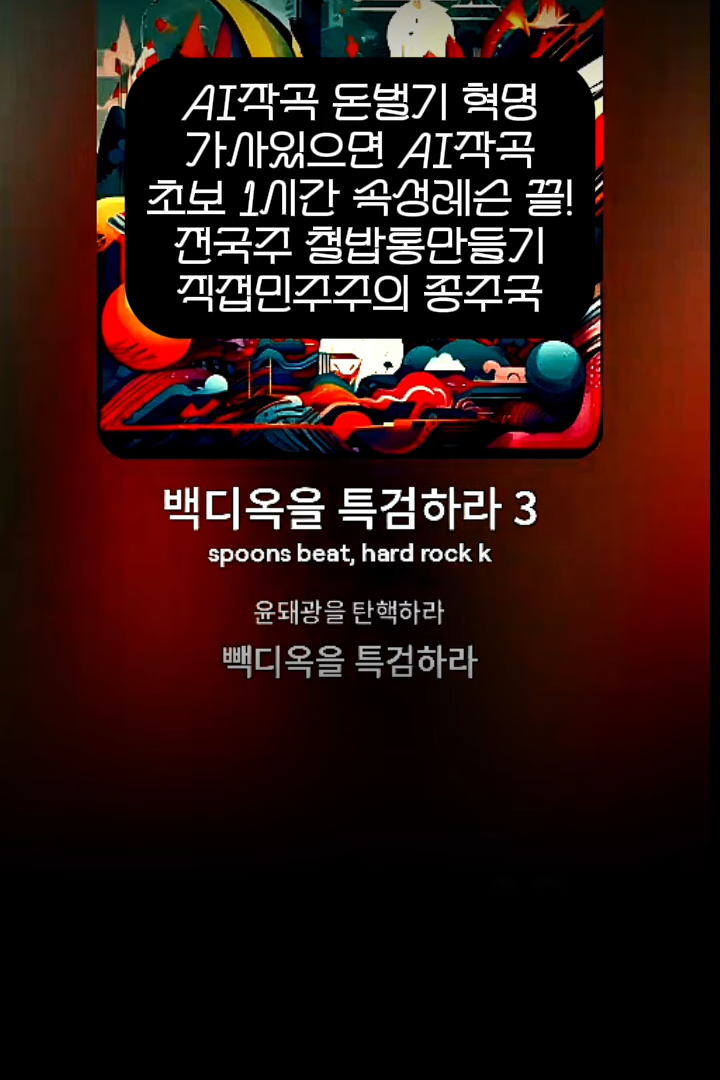 AI작곡 돈벌기 혁명
가사있으면 AI작곡
초보 1시간 속성레슨 끝!
전국주 철밥통만들기
직접민주주의 종주국
백디옥을 특검하라 3
spoons beat, hard rock k
윤돼광을 탄핵하라
빽디옥을 특검하라